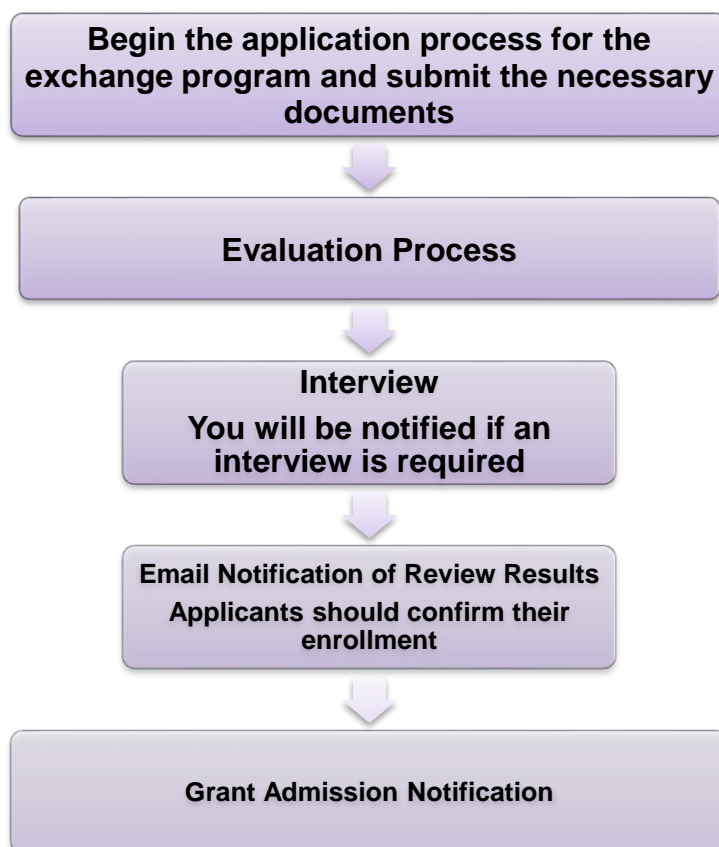 Begin the application process for the
exchange program and submit the necessary
documents
Evaluation Process
Interview
You will be notified if an
interview is required
Email Notification of Review Results
Applicants should confirm their
enrollment
Grant Admission Notification